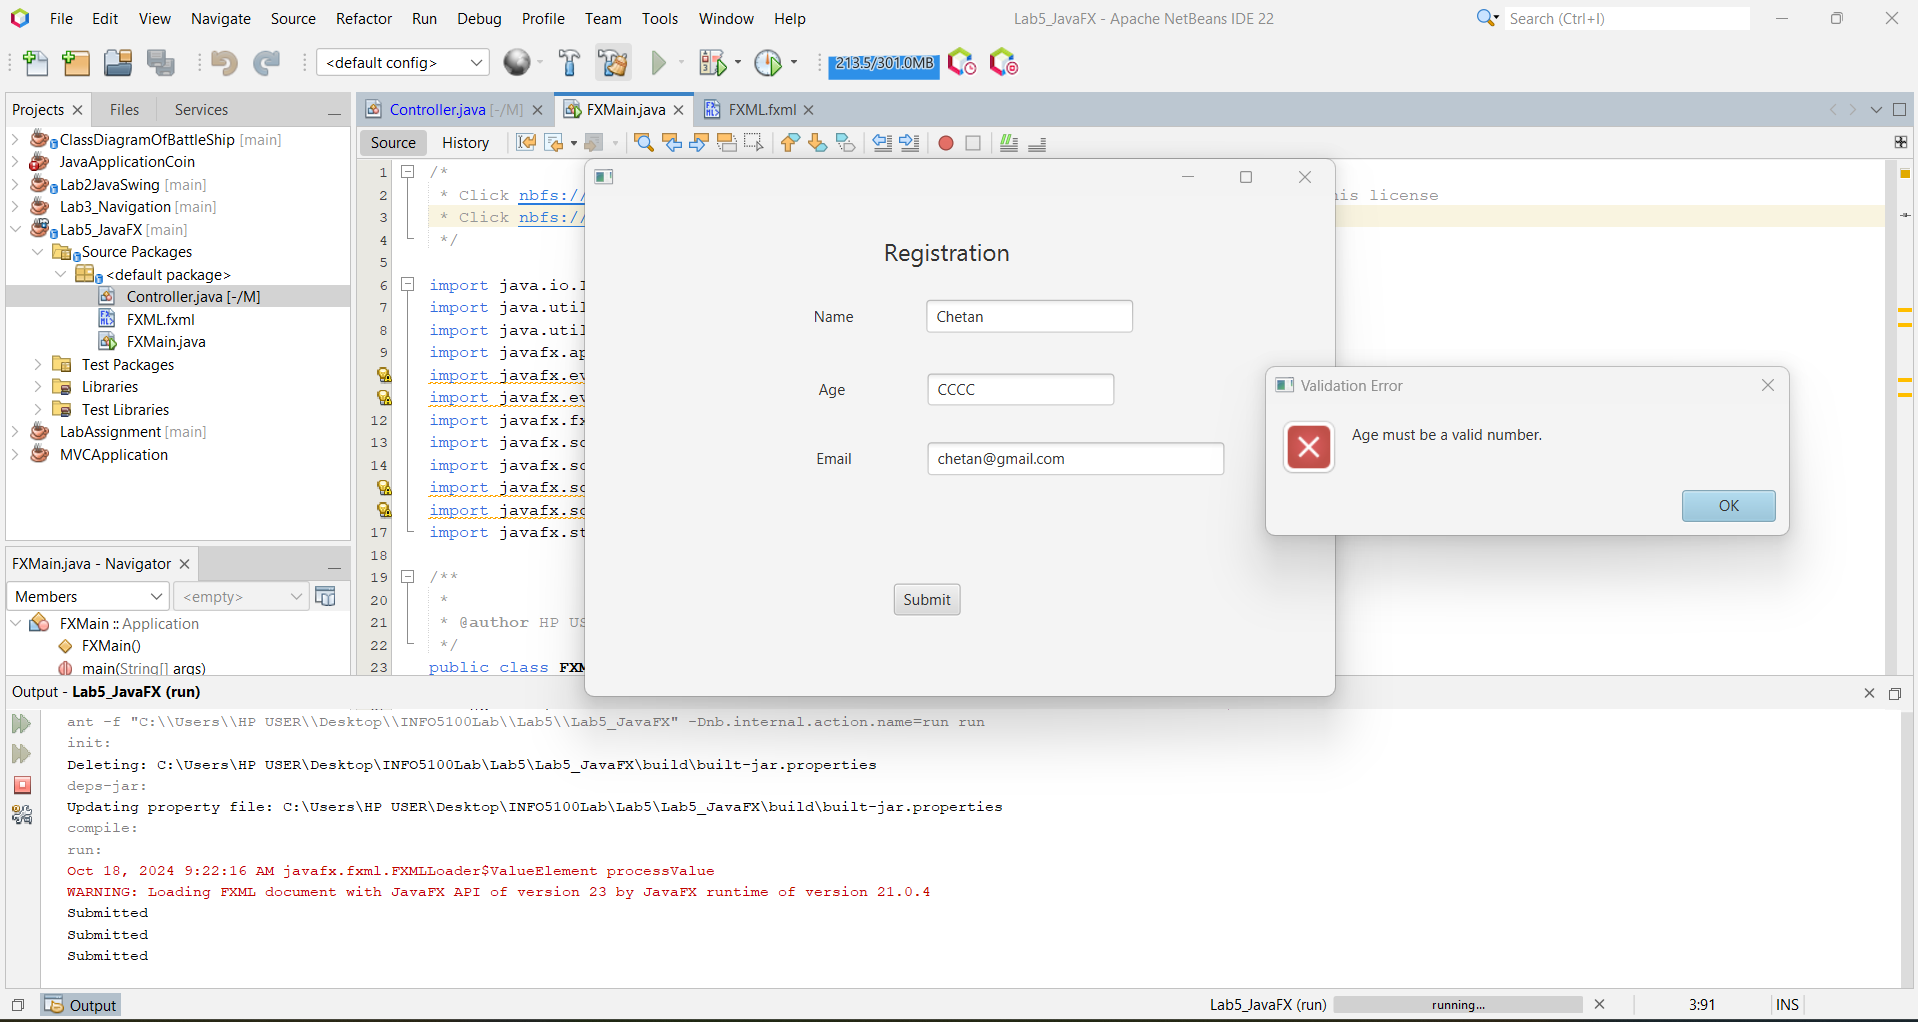 File Edit View Navigate Source Refactor Run Debug Profile Team Tools Window Help
Lab5_JavaFX - Apache NetBeans IDE 22
Search (Ctrl+I)
<default config>
213.5/301.0MB
Projects Files Services
ClassDiagramOfBattleShip [main]
JavaApplicationCoin
Lab2JavaSwing [main]
Lab3_Navigation [main]
Lab5_JavaFX [main]
Source Packages
<default package>
Controller.java [-/M]
FXML.fxml
FXMain.java
Test Packages
Libraries
Test Libraries
LabAssignment [main]
MVCApplication
FXMain.java - Navigator
Members <empty>
FXMain :: Application
FXMain()
main(String[] args)
Controller.java [-/M] FXMain.java FXML.fxml
Source History
1 /*
2 * Click nbfs:// is license
3 * Click nbfs://
4 */
5
6 import java.io.
7 import java.util
8 import java.util
9 import javafx.ap
import javafx.ev
import javafx.ev
12 import javafx.fx
13 import javafx.sc
14 import javafx.sc
import javafx.sc
import javafx.sc
17 import javafx.st
18
19 /**
20 *
21 * @author HP US
22 */
23 public class FXM
Registration
Name Chetan
Age CCCC
Email chetan@gmail.com
Submit
Validation Error
Age must be a valid number.
OK
Output - Lab5_JavaFX (run)
ant -f "C:\\Users\\HP USER\\Desktop\\INFO5100Lab\\Lab5\\Lab5_JavaFX" -Dnb.internal.action.name=run run
init:
Deleting: C:\Users\HP USER\Desktop\INFO5100Lab\Lab5\Lab5_JavaFX\build\built-jar.properties
deps-jar:
Updating property file: C:\Users\HP USER\Desktop\INFO5100Lab\Lab5\Lab5_JavaFX\build\built-jar.properties
compile:
run:
Oct 18, 2024 9:22:16 AM javafx.fxml.FXMLLoader$ValueElement processValue
WARNING: Loading FXML document with JavaFX API of version 23 by JavaFX runtime of version 21.0.4
Submitted
Submitted
Submitted
Output
Lab5_JavaFX (run) running... 3:91 INS